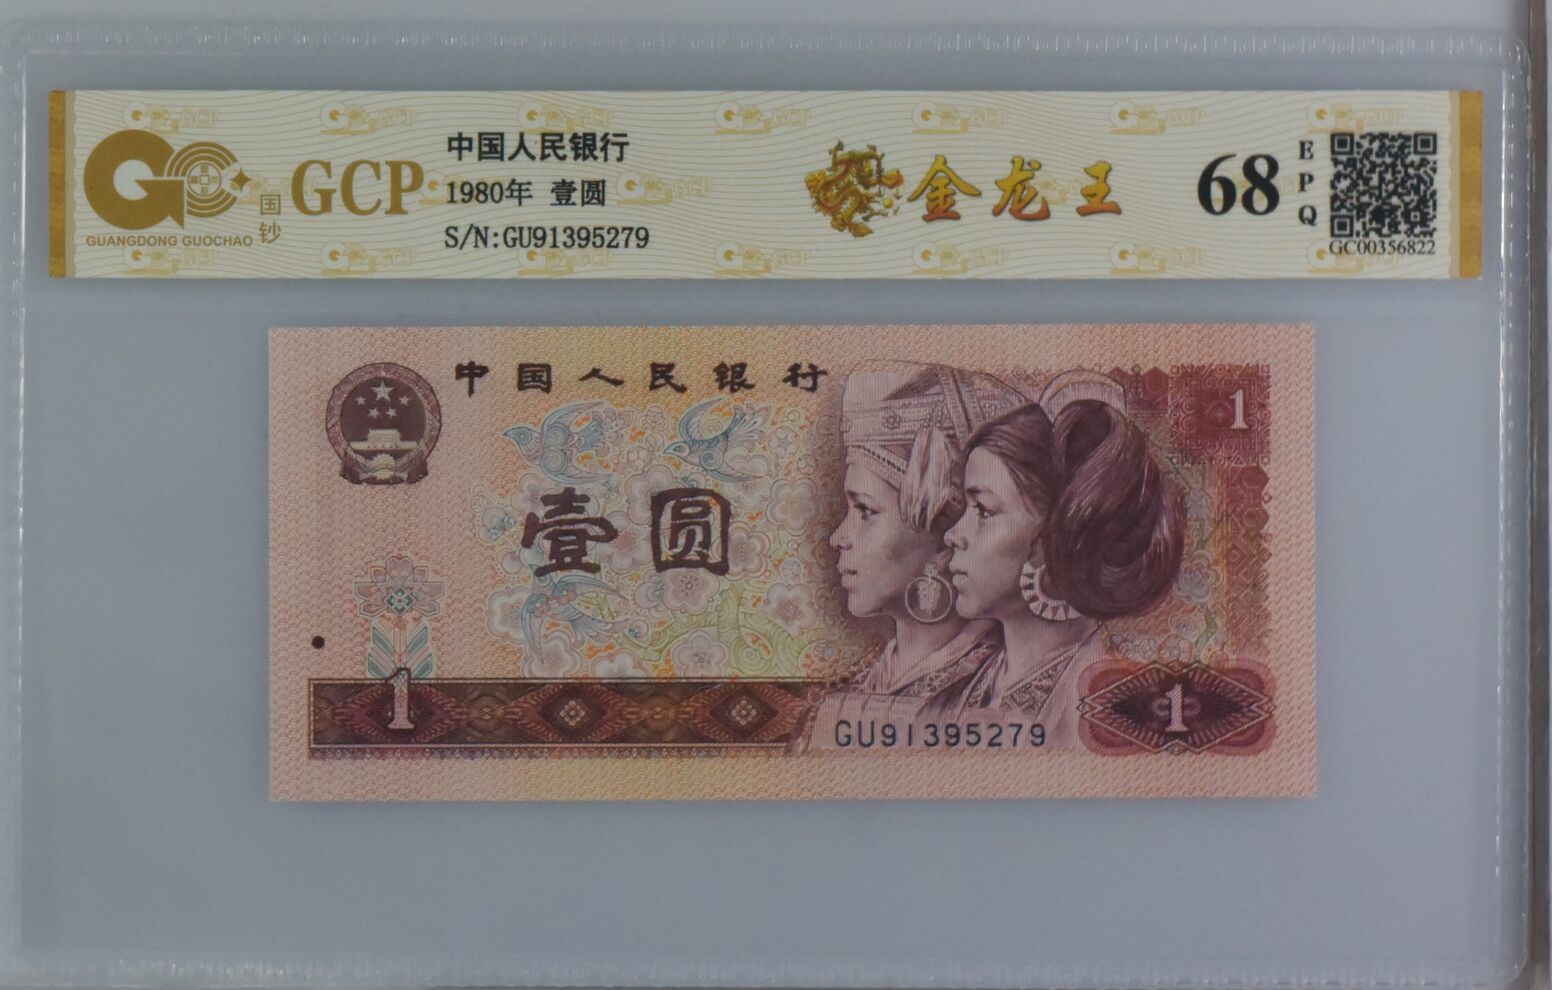 GUANGDONG GUOCHAO
国钞
GCP
中国人民银行
1980年 壹圆
S/N:GU91395279
金龙王
68
EPQ
GC00356822
中国人民银行
1
壹圆
1
GU91395279
1